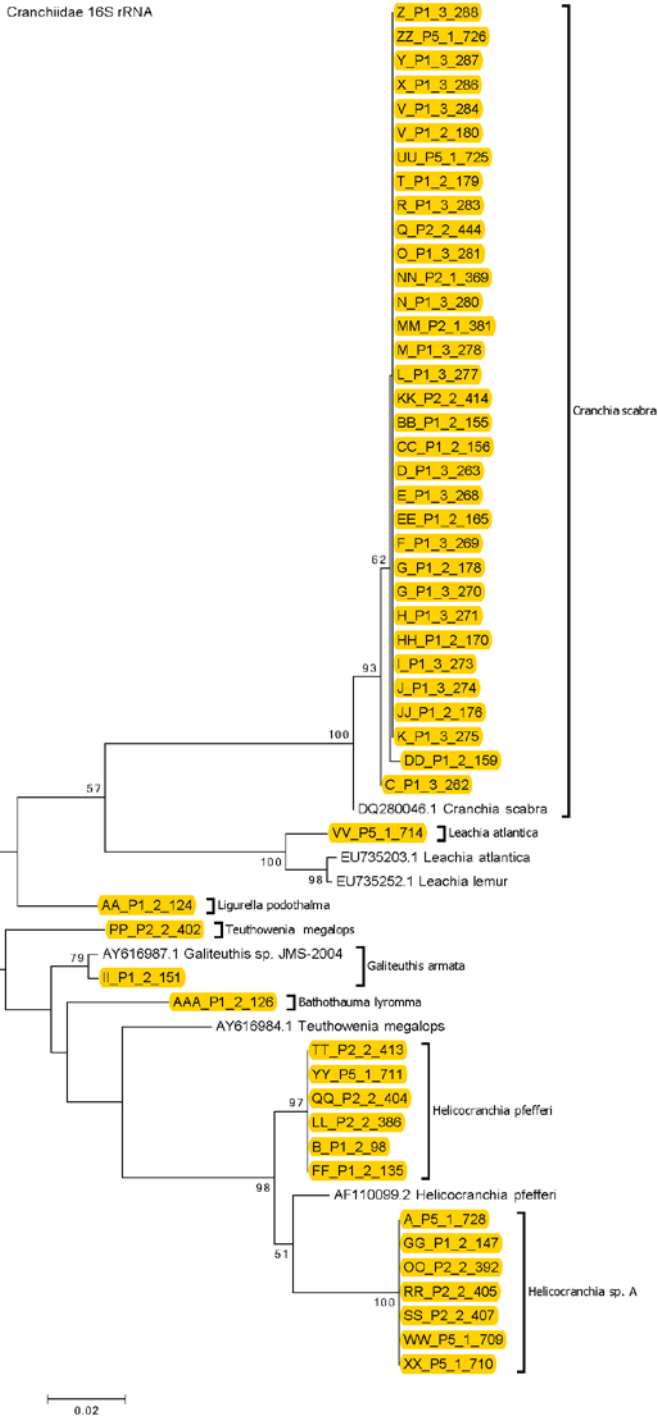 Cranchiidae 16S rRNA
Z_P1_3_288
ZZ_P5_1_726
Y_P1_3_287
X_P1_3_286
V_P1_3_284
V_P1_2_180
UU_P5_1_725
T_P1_2_179
R_P1_3_283
Q_P2_2_444
O_P1_3_281
NN_P2_1_369
N_P1_3_280
MM_P2_1_381
M_P1_3_278
L_P1_3_277
KK_P2_2_414
Cranchia scabra
BB_P1_2_155
CC_P1_2_156
D_P1_3_263
E_P1_3_268
EE_P1_2_165
F_P1_3_269
62
G_P1_2_178
G_P1_3_270
H_P1_3_271
HH_P1_2_170
I_P1_3_273
93
J_P1_3_274
JJ_P1_2_176
K_P1_3_275
100
DD_P1_2_159
C_P1_3_262
57
DQ280046.1 Cranchia scabra
VV_P5_1_714 Leachia atlantica
EU735203.1 Leachia atlantica
100
98 EU735252.1 Leachia lemur
AA_P1_2_124 Ligurella podothalma
PP_P2_2_402 Teuthowenia megalops
79 AY616987.1 Galiteuthis sp. JMS-2004
Galiteuthis armata
II_P1_2_151
AAA_P1_2_126 Bathothauma lyromma
AY616984.1 Teuthowenia megalops
TT_P2_2_413
YY_P5_1_711
97 QQ_P2_2_404
Helicocranchia pfefferi
LL_P2_2_386
B_P1_2_98
FF_P1_2_135
98
AF110099.2 Helicocranchia pfefferi
A_P5_1_728
GG_P1_2_147
51
OO_P2_2_392
RR_P2_2_405 Helicocranchia sp. A
100
SS_P2_2_407
WW_P5_1_709
XX_P5_1_710
0.02